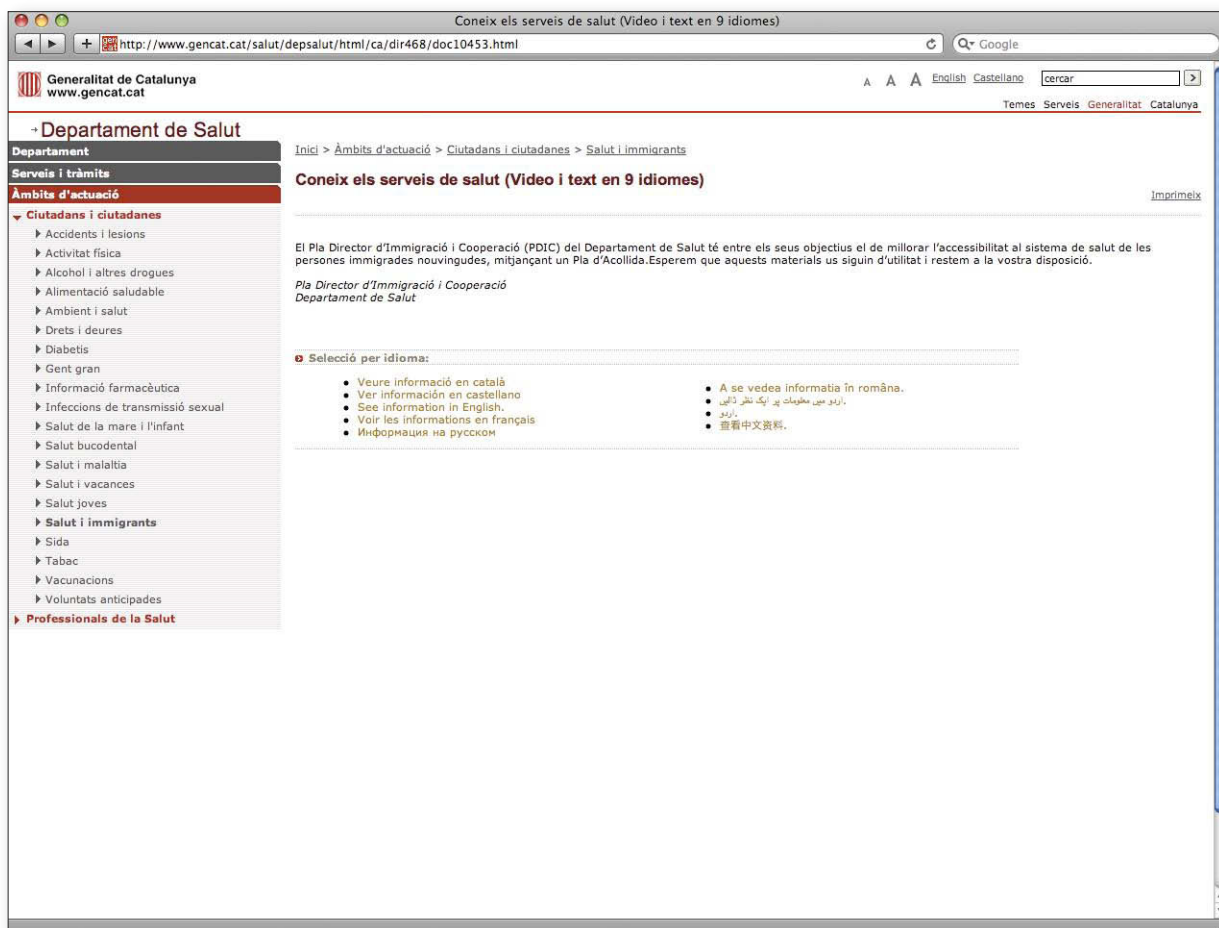 Coneix els serveis de salut (Video i text en 9 idiomes)
http://www.gencat.cat/salut/depsalut/html/ca/dir468/doc10453.html
Google
Generalitat de Catalunya
www.gencat.cat
A A A English Castellano cercar
Temes Serveis Generalitat Catalunya
Departament de Salut
Departament
Serveis i tràmits
Àmbits d'actuació
Ciutadans i ciutadanes
Accidents i lesions
Activitat física
Alcohol i altres drogues
Alimentació saludable
Ambient i salut
Drets i deures
Diabetis
Gent gran
Informació farmacèutica
Infeccions de transmissió sexual
Salut de la mare i l'infant
Salut bucodental
Salut i malaltia
Salut i vacances
Salut joves
Salut i immigrants
Sida
Tabac
Vacunacions
Voluntats anticipades
Professionals de la Salut
Inici > Àmbits d'actuació > Ciutadans i ciutadanes > Salut i immigrants
Coneix els serveis de salut (Video i text en 9 idiomes)
Imprimeix
El Pla Director d'Immigració i Cooperació (PDIC) del Departament de Salut té entre els seus objectius el de millorar l'accessibilitat al sistema de salut de les
persones immigrades nouvingudes, mitjançant un Pla d'Acollida.Esperem que aquests materials us siguin d'utilitat i restem a la vostra disposició.
Pla Director d'Immigració i Cooperació
Departament de Salut
Selecció per idioma:
Veure informació en català
Ver información en castellano
See information in English.
Voir les informations en français
Информация на русском
A se vedea informatia în româna.
اردو میں معلومات پر ایک نظر ڈالیں.
اردو.
查看中文资料.